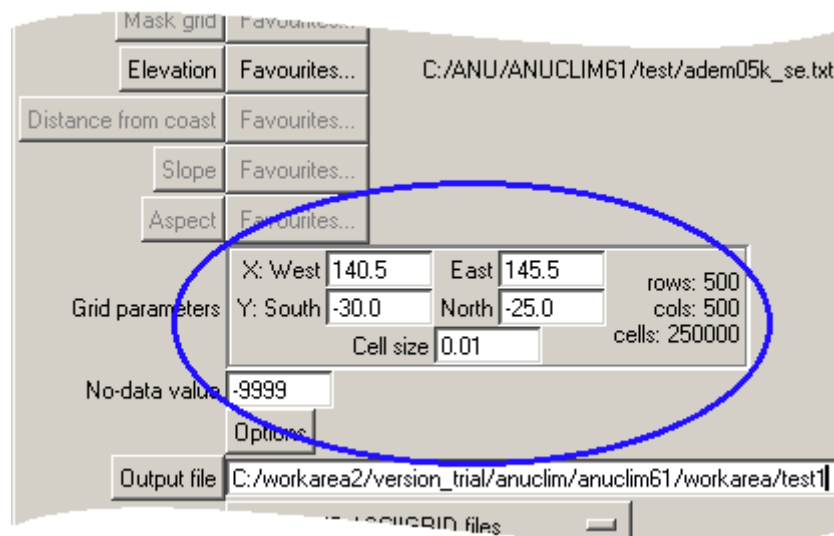 Mask grid Favourites...
Elevation Favourites... C:/ANU/ANUCLIM61/test/adem05k_se.txt
Distance from coast Favourites...
Slope Favourites...
Aspect Favourites...
X: West 140.5 East 145.5 rows: 500
Grid parameters Y: South -30.0 North -25.0 cols: 500
Cell size 0.01 cells: 250000
No-data value -9999
Options
Output file C:/workarea2/version_trial/anuclim/anuclim61/workarea/test1
files